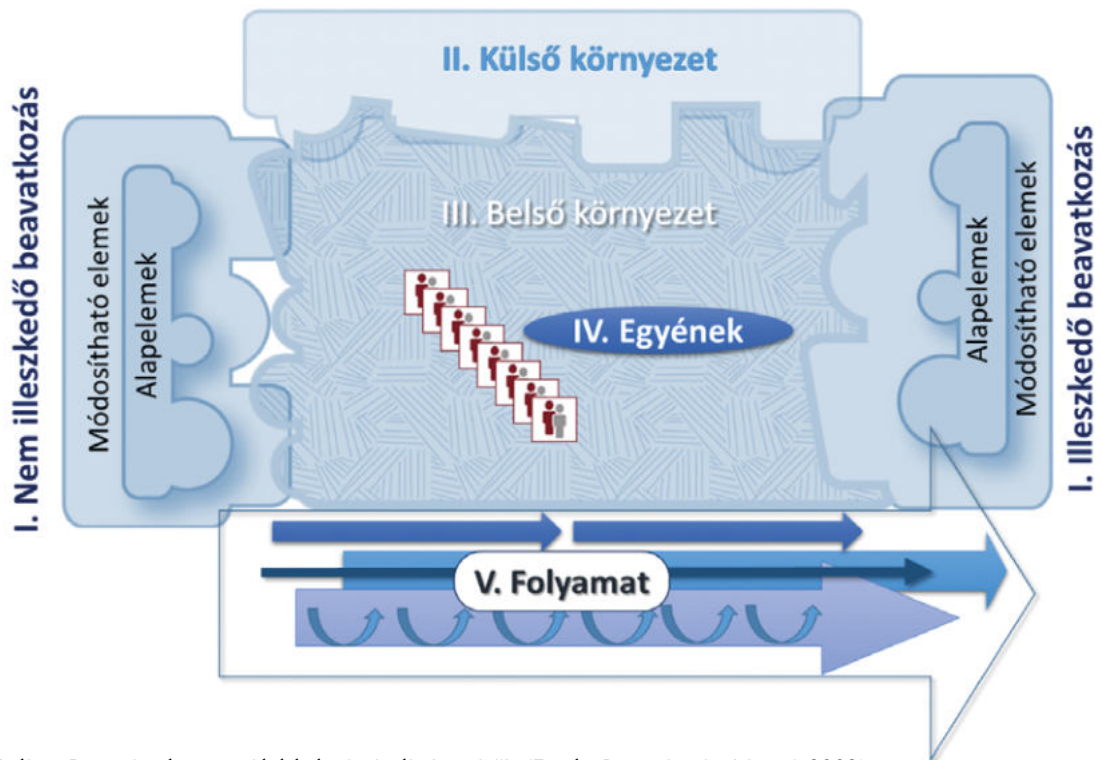 II. Külső környezet
I. Nem illeszkedő beavatkozás
Módosítható elemek
Alapelemek
III. Belső környezet
IV. Egyének
Alapelemek
Módosítható elemek
I. Illeszkedő beavatkozás
V. Folyamat